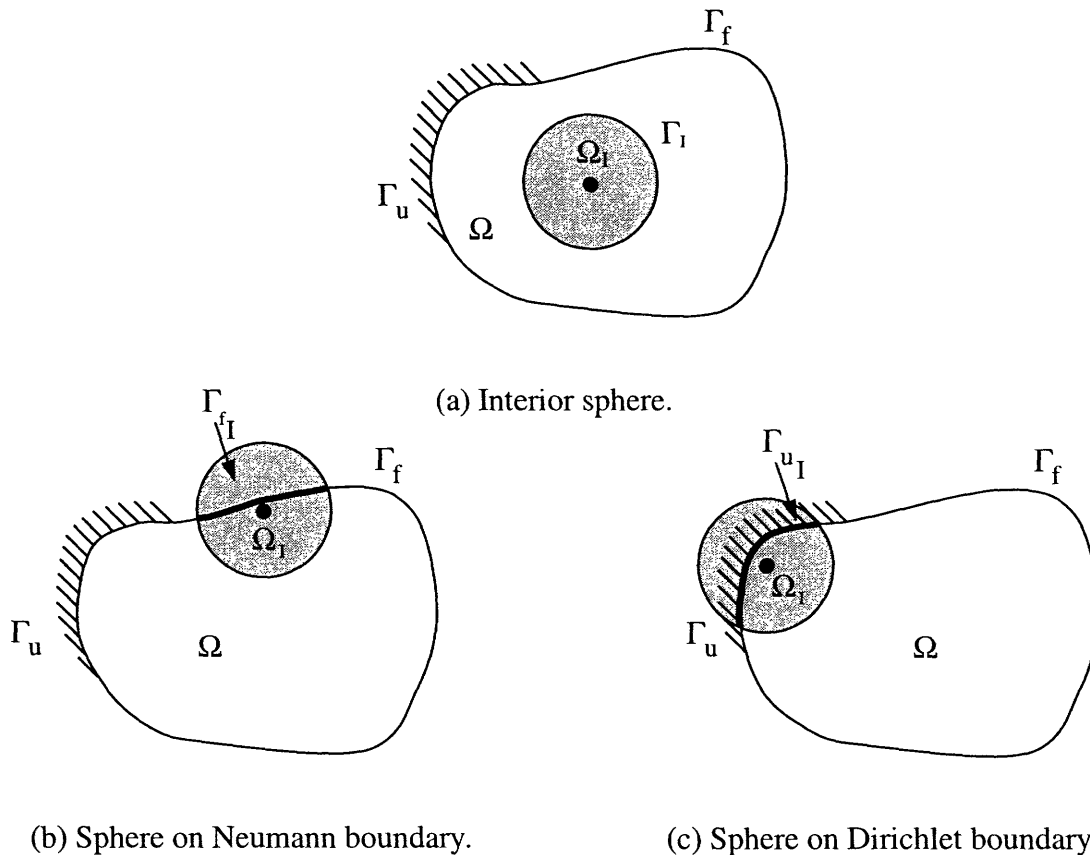 Γf
ΓI
ΩI
Γu
Ω
(a) Interior sphere.
ΓfI
Γf
ΩI
Γu
Ω
ΓuI
Γf
ΩI
Γu
Ω
(b) Sphere on Neumann boundary.
(c) Sphere on Dirichlet boundary